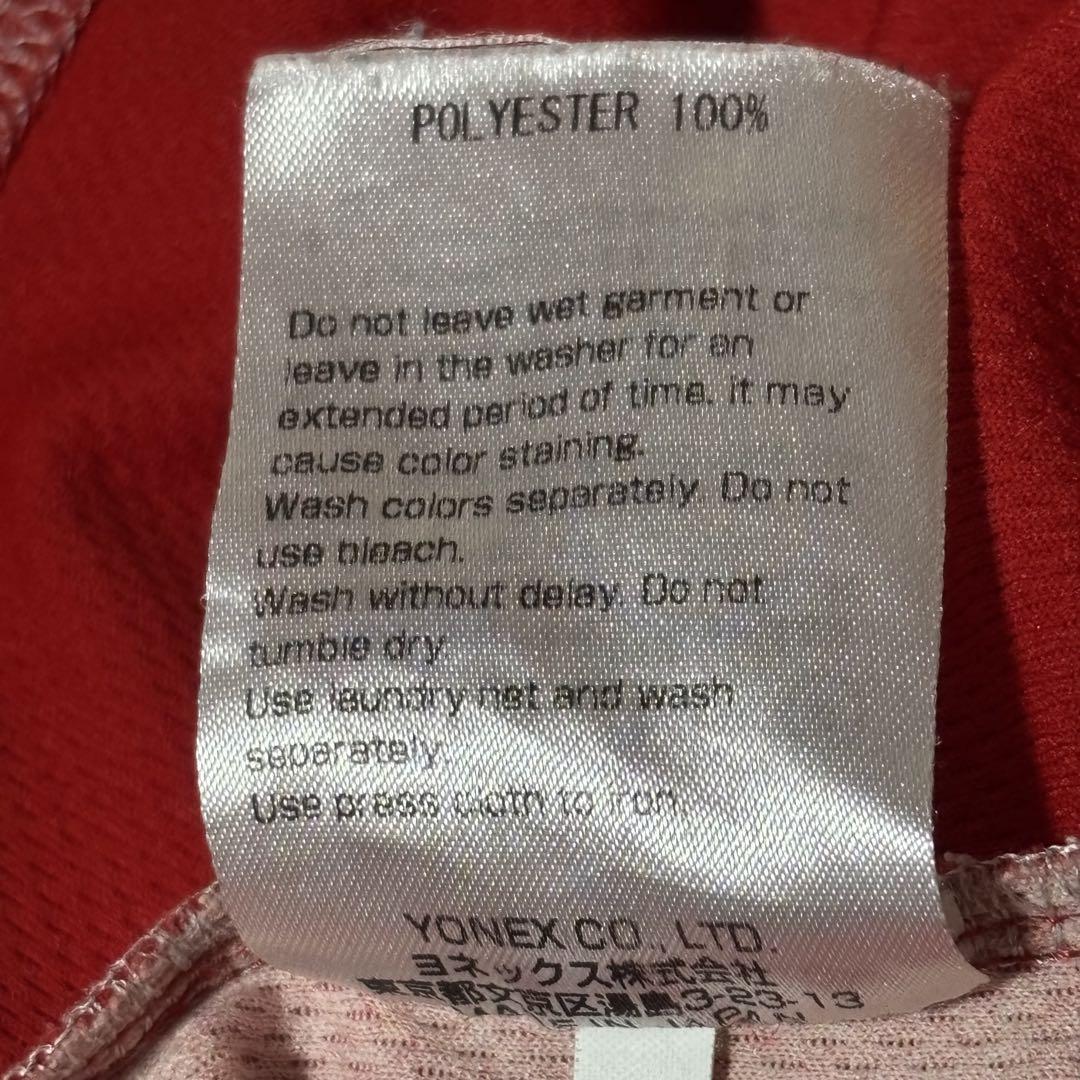 POLYESTER 100%
Do not leave wet garment or
leave in the washer for an
extended period of time. it may
cause color staining.
Wash colors separately. Do not
use bleach.
Wash without delay. Do not
tumble dry
Use laundry net and wash
separately.
Use press cloth to iron.
YONEX CO., LTD.
ヨネックス株式会社
東京都文京区湯島3-23-13
MADE IN JAPAN